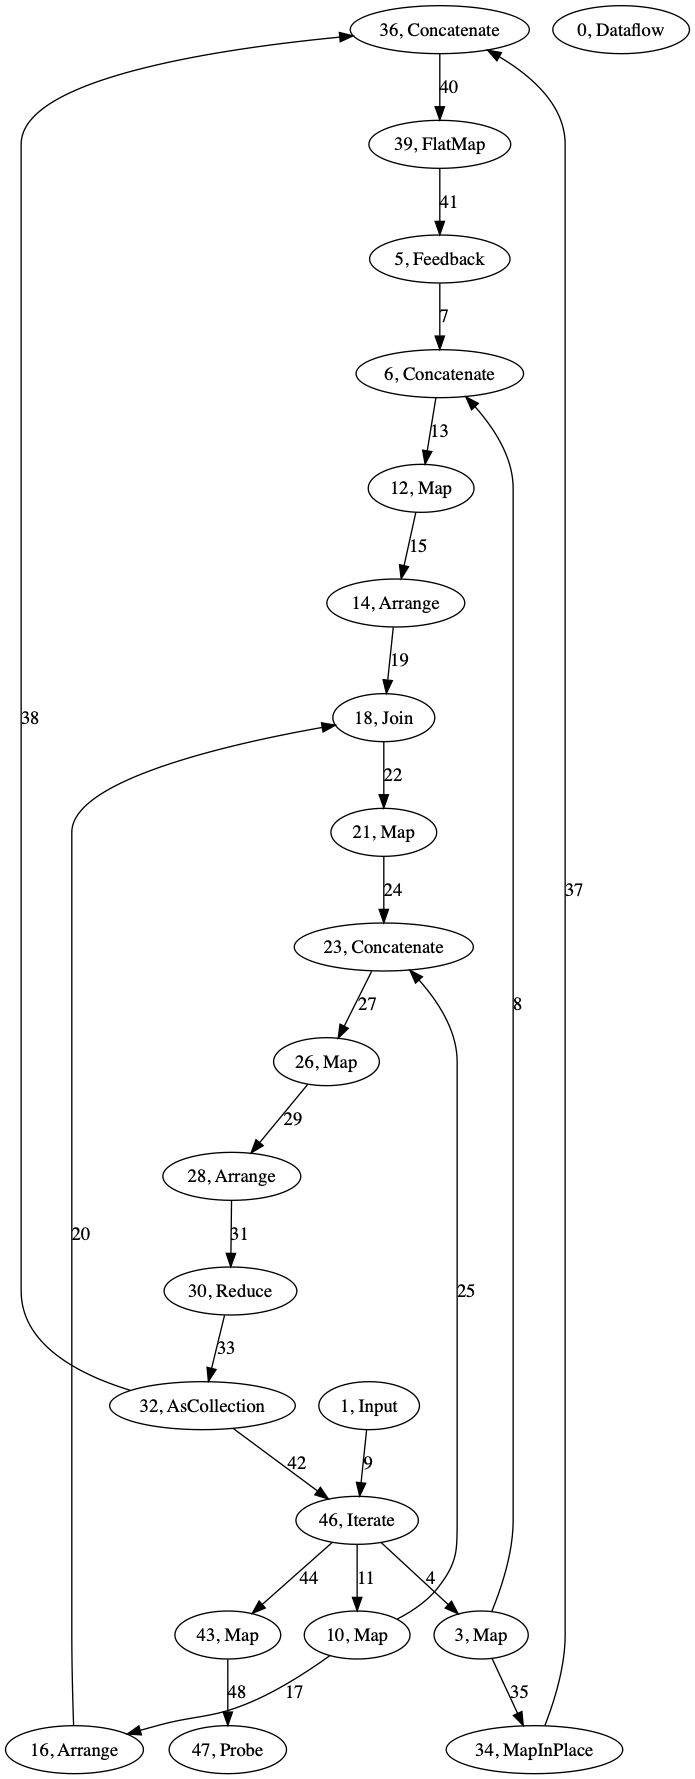 36, Concatenate
0, Dataflow
40
39, FlatMap
41
5, Feedback
7
6, Concatenate
13
12, Map
15
14, Arrange
19
38
18, Join
22
21, Map
24
37
23, Concatenate
27
8
26, Map
29
28, Arrange
20
31
30, Reduce
25
33
32, AsCollection
1, Input
42
9
46, Iterate
44
11
4
43, Map
10, Map
3, Map
48
17
35
16, Arrange
47, Probe
34, MapInPlace